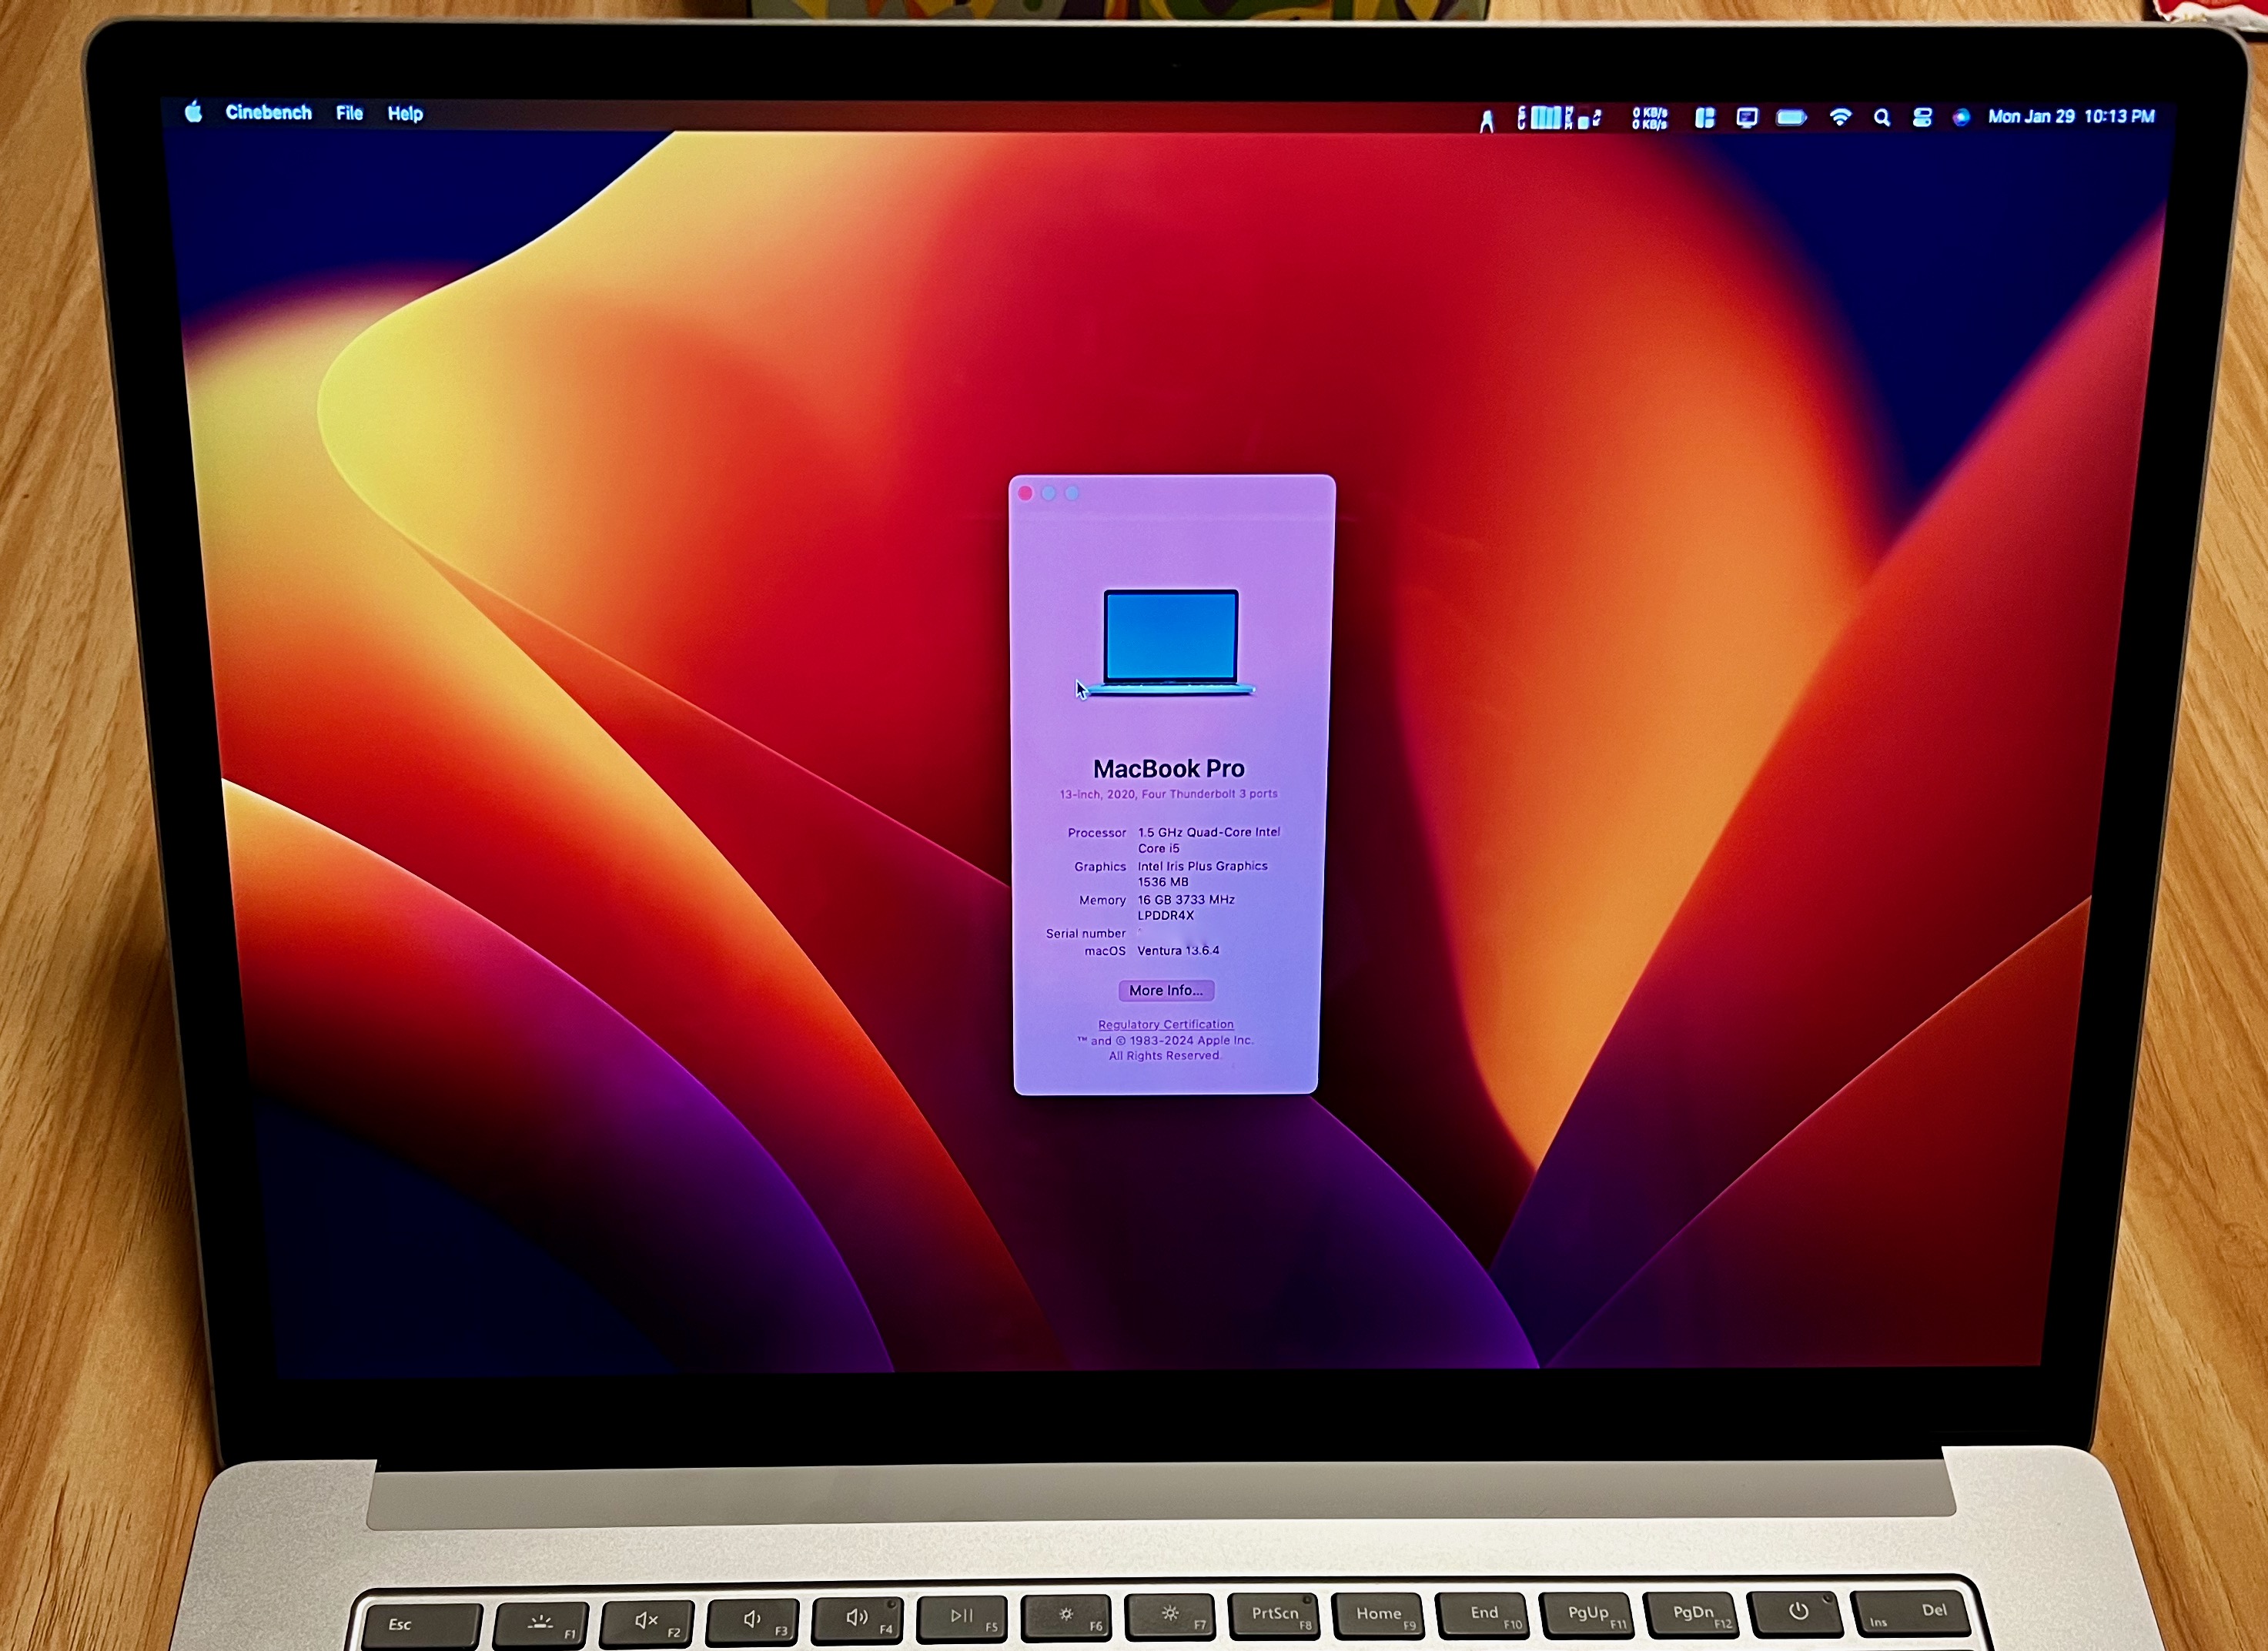 Cinebench File Help
0 KB/s
0 KB/s
Mon Jan 29 10:13 PM
MacBook Pro
13-inch, 2020, Four Thunderbolt 3 ports
Processor 1.5 GHz Quad-Core Intel
Core i5
Graphics Intel Iris Plus Graphics
1536 MB
Memory 16 GB 3733 MHz
LPDDR4X
Serial number
macOS Ventura 13.6.4
More Info...
Regulatory Certification
™ and © 1983-2024 Apple Inc.
All Rights Reserved.
Esc F1 F2 F3 F4 F5 F6 F7 PrtScn F8 Home F9 End F10 PgUp F11 PgDn F12 Ins Del